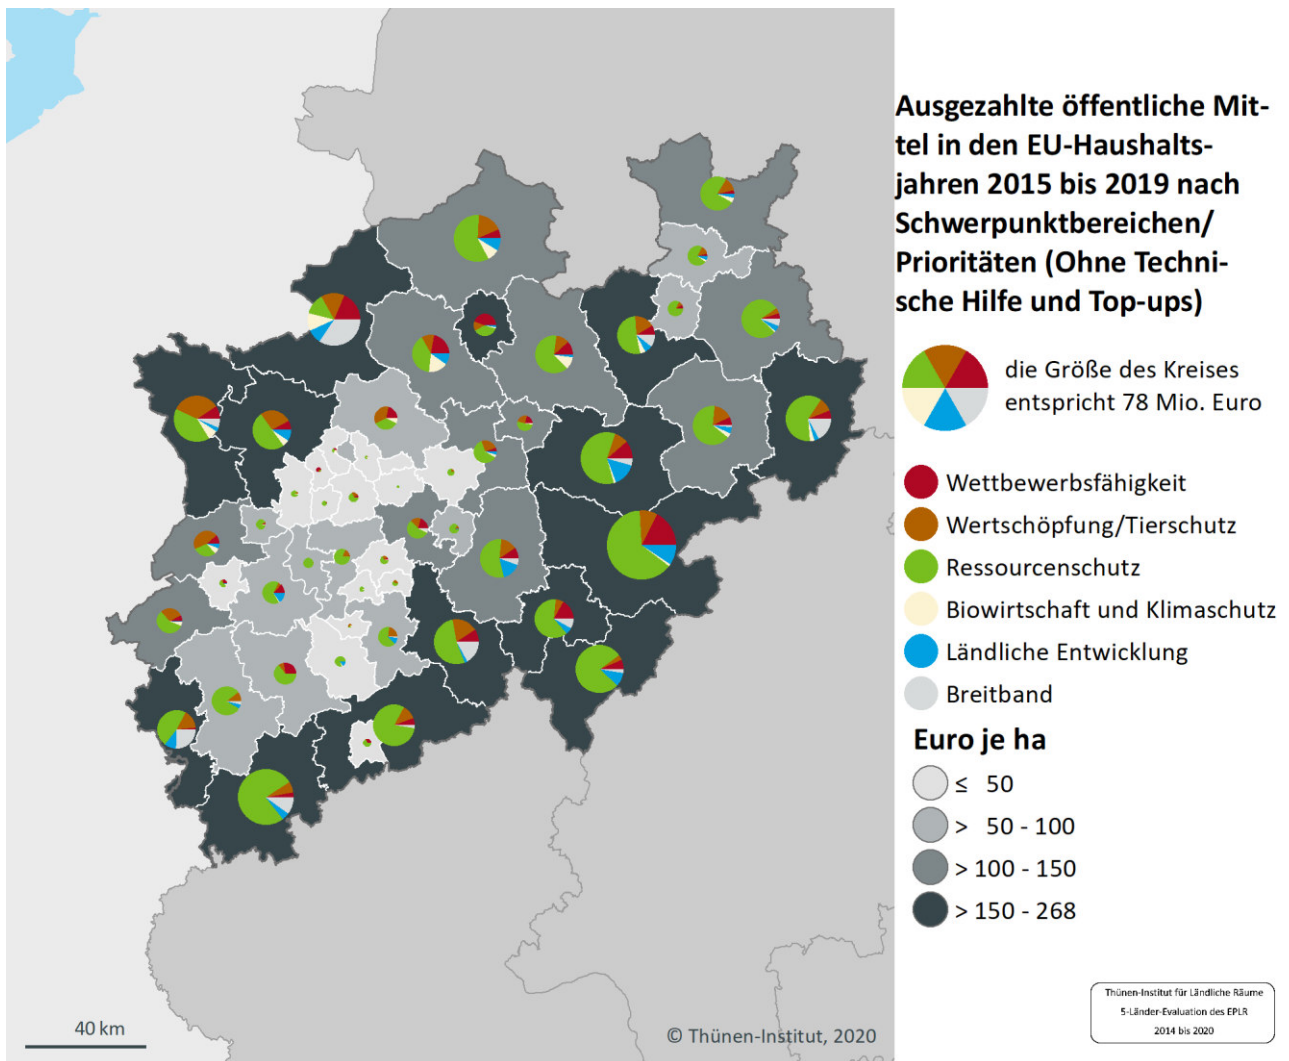 Ausgezahlte öffentliche Mit-
tel in den EU-Haushalts-
jahren 2015 bis 2019 nach
Schwerpunktbereichen/
Prioritäten (Ohne Techni-
sche Hilfe und Top-ups)
die Größe des Kreises
entspricht 78 Mio. Euro
Wettbewerbsfähigkeit
Wertschöpfung/Tierschutz
Ressourcenschutz
Biowirtschaft und Klimaschutz
Ländliche Entwicklung
Breitband
Euro je ha
≤ 50
> 50 - 100
> 100 - 150
> 150 - 268
Thünen-Institut für Ländliche Räume
5-Länder-Evaluation des EPLR
2014 bis 2020
40 km
© Thünen-Institut, 2020